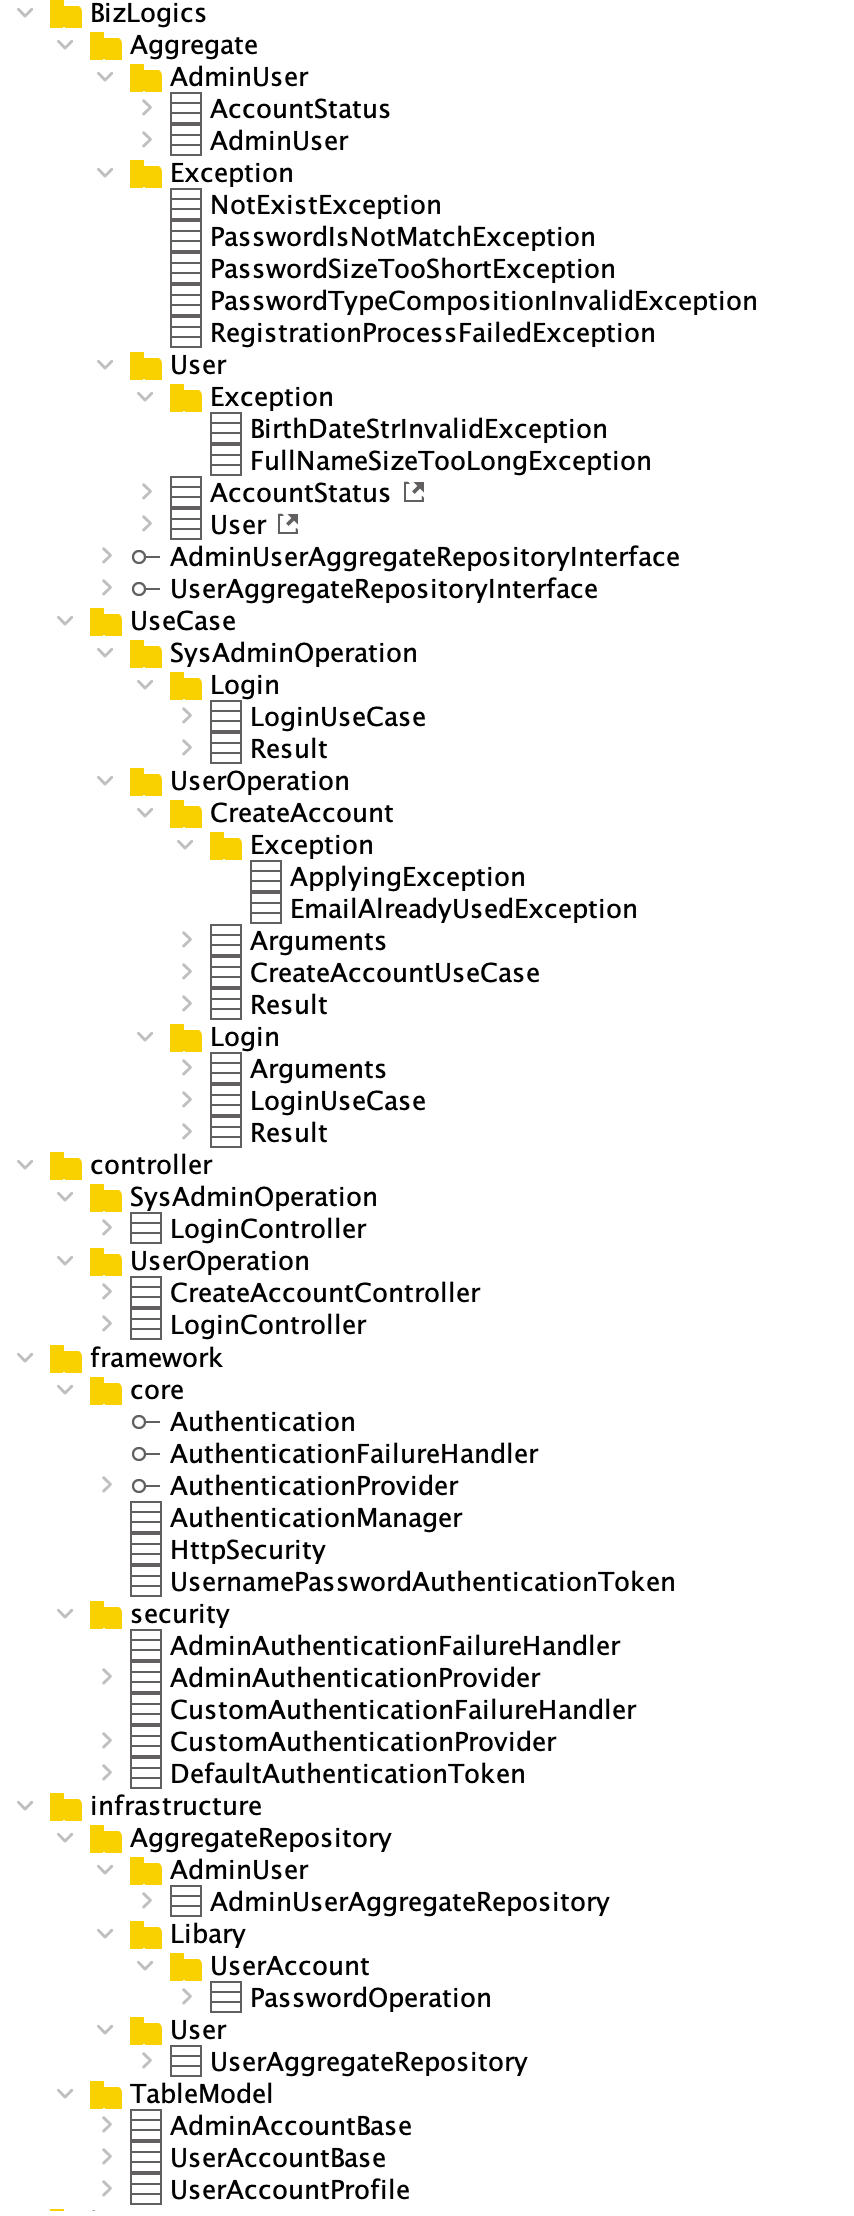 BizLogics
Aggregate
AdminUser
AccountStatus
AdminUser
Exception
NotExistException
PasswordIsNotMatchException
PasswordSizeTooShortException
PasswordTypeCompositionInvalidException
RegistrationProcessFailedException
User
Exception
BirthDateStrInvalidException
FullNameSizeTooLongException
AccountStatus
User
AdminUserAggregateRepositoryInterface
UserAggregateRepositoryInterface
UseCase
SysAdminOperation
Login
LoginUseCase
Result
UserOperation
CreateAccount
Exception
ApplyingException
EmailAlreadyUsedException
Arguments
CreateAccountUseCase
Result
Login
Arguments
LoginUseCase
Result
controller
SysAdminOperation
LoginController
UserOperation
CreateAccountController
LoginController
framework
core
Authentication
AuthenticationFailureHandler
AuthenticationProvider
AuthenticationManager
HttpSecurity
UsernamePasswordAuthenticationToken
security
AdminAuthenticationFailureHandler
AdminAuthenticationProvider
CustomAuthenticationFailureHandler
CustomAuthenticationProvider
DefaultAuthenticationToken
infrastructure
AggregateRepository
AdminUser
AdminUserAggregateRepository
Libary
UserAccount
PasswordOperation
User
UserAggregateRepository
TableModel
AdminAccountBase
UserAccountBase
UserAccountProfile